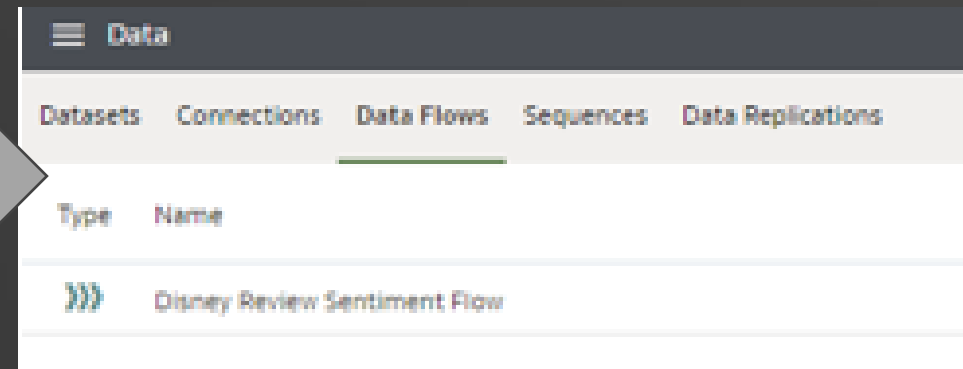 Data
Datasets Connections Data Flows Sequences Data Replications
Type Name
Disney Review Sentiment Flow